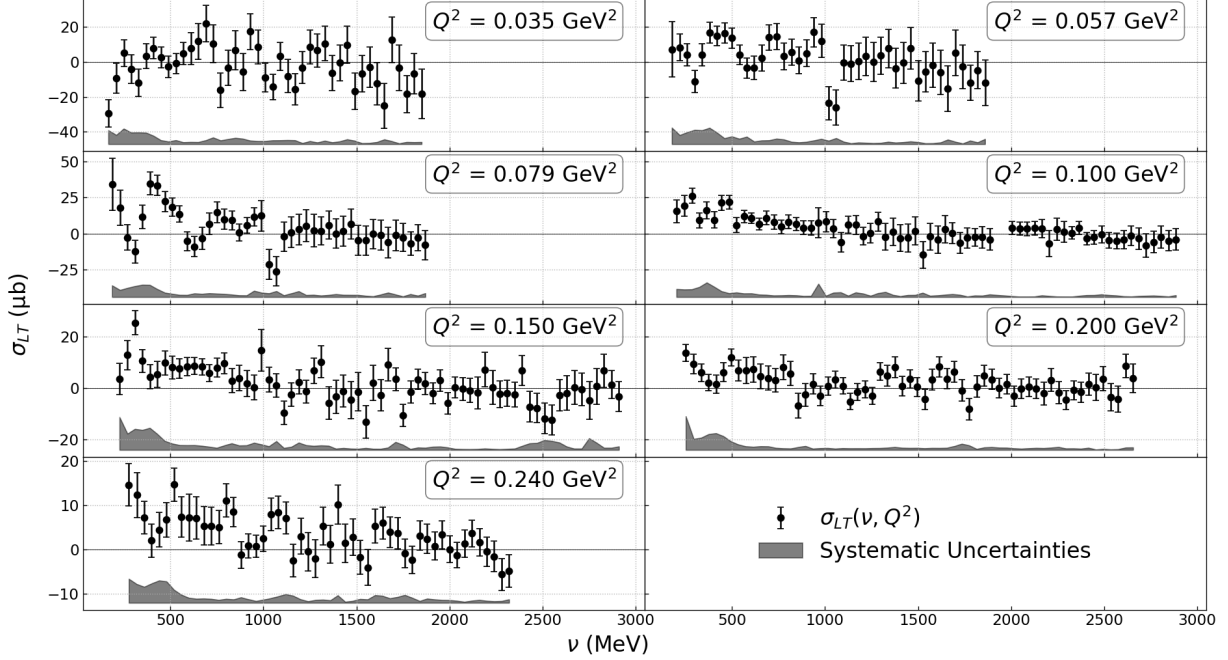 20
0
−20
−40
Q² = 0.035 GeV²
Q² = 0.057 GeV²
50
25
0
−25
Q² = 0.079 GeV²
Q² = 0.100 GeV²
20
0
−20
Q² = 0.150 GeV²
Q² = 0.200 GeV²
20
10
0
−10
Q² = 0.240 GeV²
σ_LT(ν, Q²)
Systematic Uncertainties
σ_LT (μb)
500 1000 1500 2000 2500 3000 500 1000 1500 2000 2500 3000
ν (MeV)